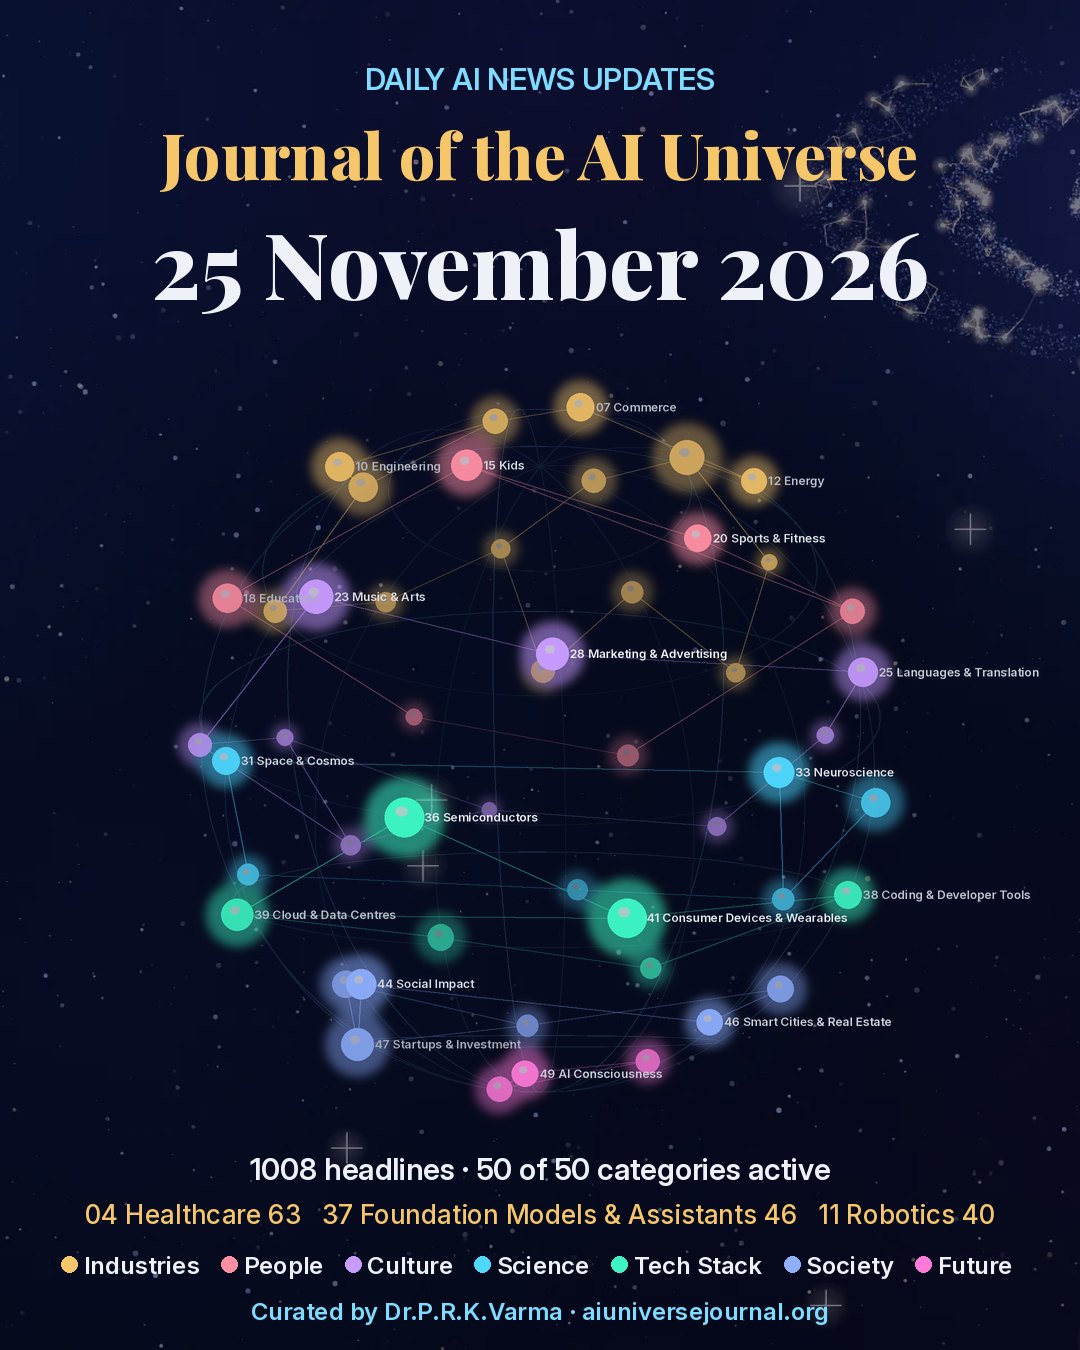 DAILY AI NEWS UPDATES
Journal of the AI Universe
25 November 2026
07 Commerce
10 Engineering
15 Kids
12 Energy
20 Sports & Fitness
18 Educat
23 Music & Arts
28 Marketing & Advertising
25 Languages & Translation
31 Space & Cosmos
33 Neuroscience
36 Semiconductors
38 Coding & Developer Tools
39 Cloud & Data Centres
41 Consumer Devices & Wearables
44 Social Impact
46 Smart Cities & Real Estate
47 Startups & Investment
49 AI Consciousness
1008 headlines · 50 of 50 categories active
04 Healthcare 63 37 Foundation Models & Assistants 46 11 Robotics 40
Industries People Culture Science Tech Stack Society Future
Curated by Dr.P.R.K.Varma · aiuniversejournal.org